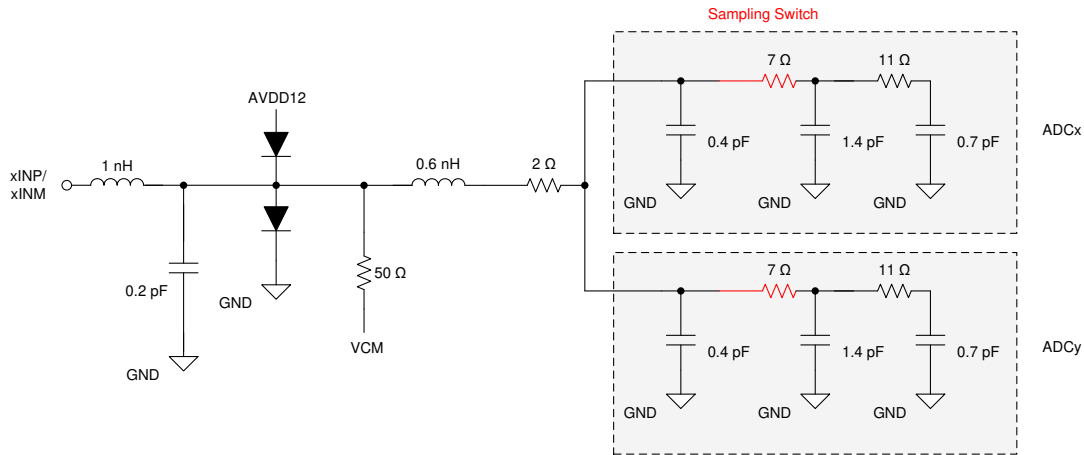 Sampling Switch
7 Ω
11 Ω
AVDD12
0.4 pF
1.4 pF
0.7 pF
ADCx
1 nH
0.6 nH
2 Ω
xINP/
xINM
GND
GND
GND
7 Ω
11 Ω
0.2 pF
GND
50 Ω
VCM
GND
0.4 pF
1.4 pF
0.7 pF
ADCy
GND
GND
GND